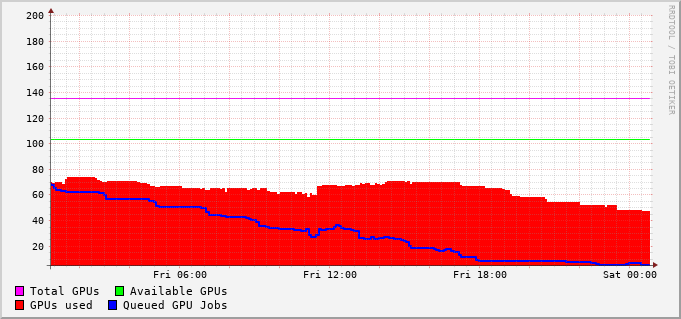 200
180
160
140
120
100
80
60
40
20
Fri 06:00 Fri 12:00 Fri 18:00 Sat 00:00
Total GPUs Available GPUs
GPUs used Queued GPU Jobs
RRDTOOL / TOBI OETIKER